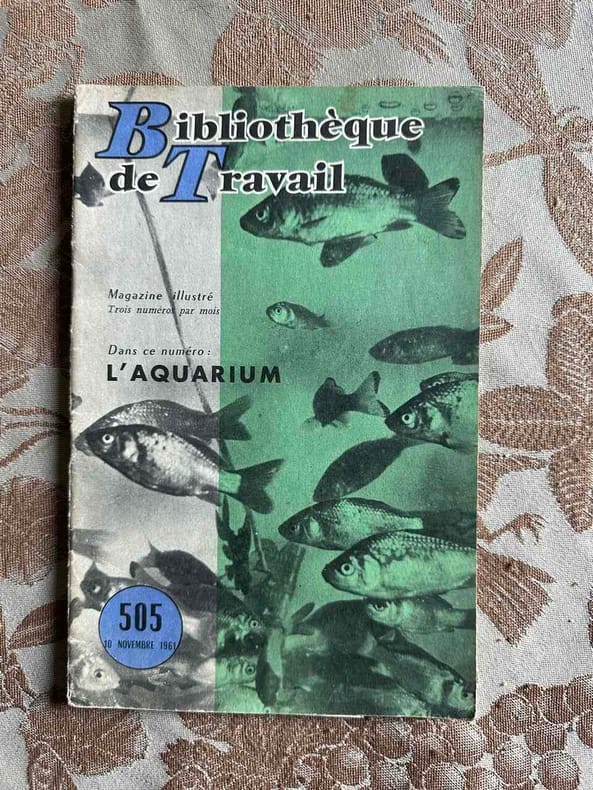 Bibliothèque
de Travail
Magazine illustré
Trois numéros par mois
Dans ce numéro :
L'AQUARIUM
505
10 NOVEMBRE 1961